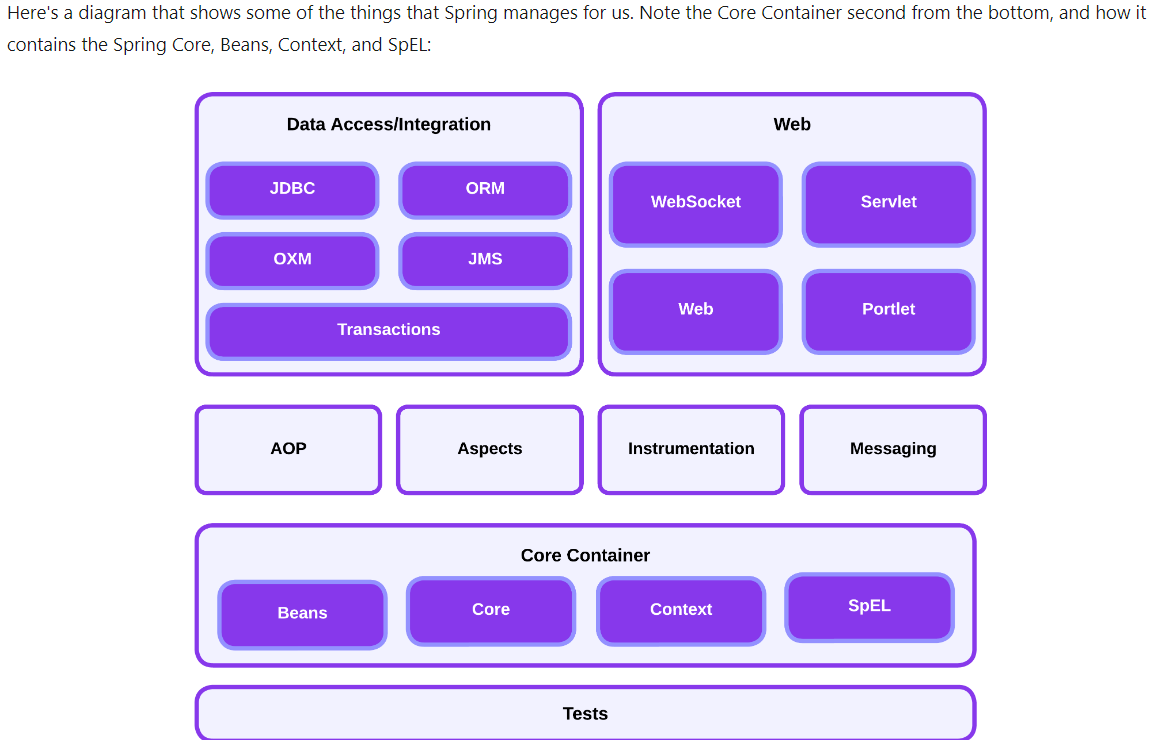 Here's a diagram that shows some of the things that Spring manages for us. Note the Core Container second from the bottom, and how it
contains the Spring Core, Beans, Context, and SpEL:
Data Access/Integration
JDBC
ORM
OXM
JMS
Transactions
Web
WebSocket
Servlet
Web
Portlet
AOP
Aspects
Instrumentation
Messaging
Core Container
Beans
Core
Context
SpEL
Tests